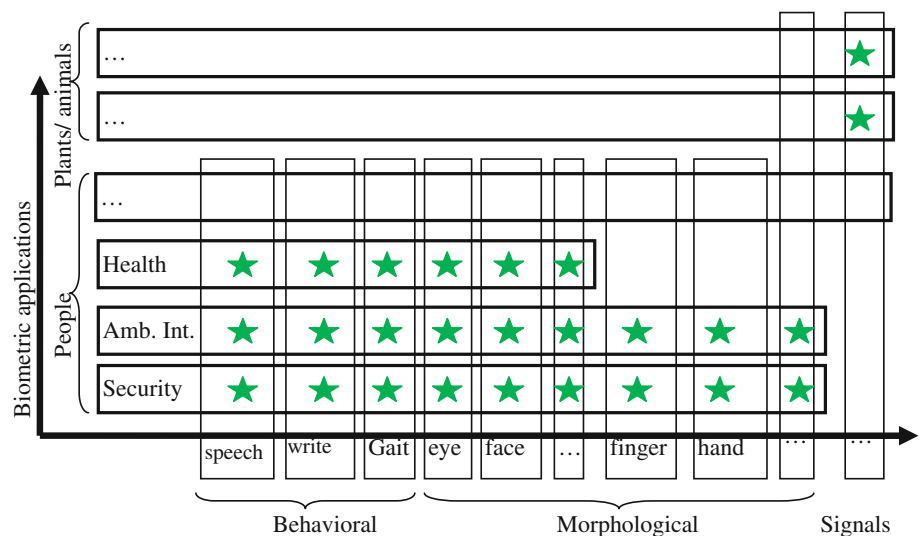 Biometric applications
Plants/ animals
People
…
…
…
Health
Amb. Int.
Security
speech write Gait eye face … finger hand … …
Behavioral Morphological Signals